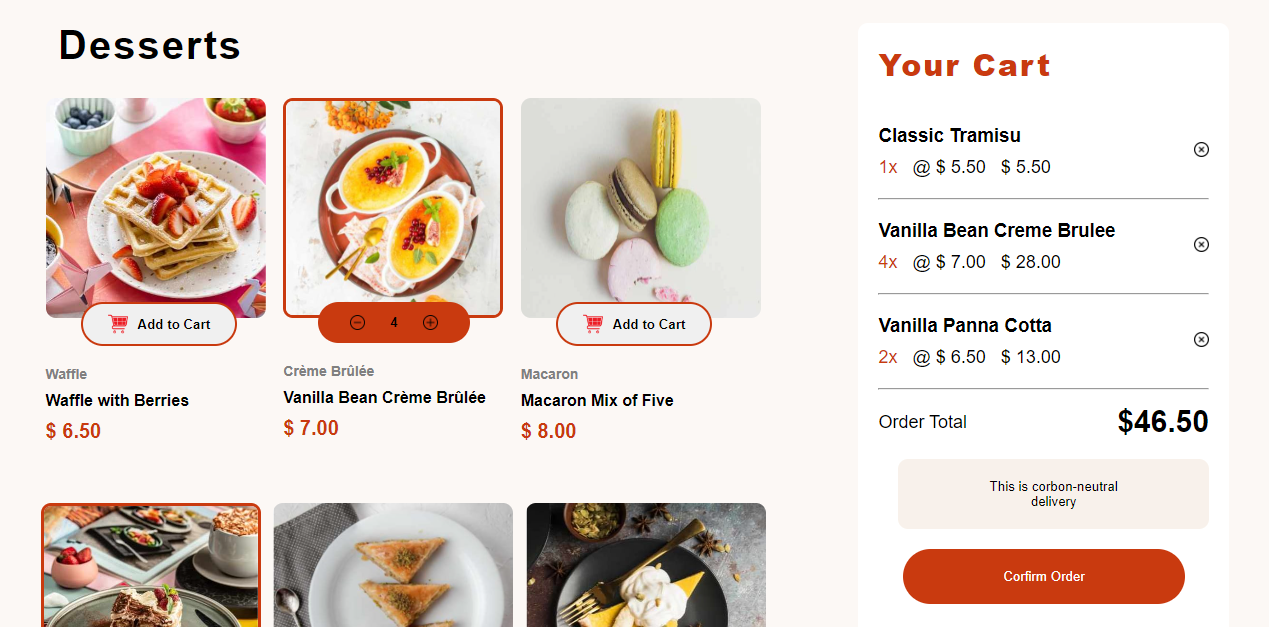 Desserts
Add to Cart
4
Add to Cart
Waffle
Waffle with Berries
$ 6.50
Crème Brûlée
Vanilla Bean Crème Brûlée
$ 7.00
Macaron
Macaron Mix of Five
$ 8.00
Your Cart
Classic Tramisu
1x @ $ 5.50 $ 5.50
Vanilla Bean Creme Brulee
4x @ $ 7.00 $ 28.00
Vanilla Panna Cotta
2x @ $ 6.50 $ 13.00
Order Total $46.50
This is corbon-neutral
delivery
Confirm Order